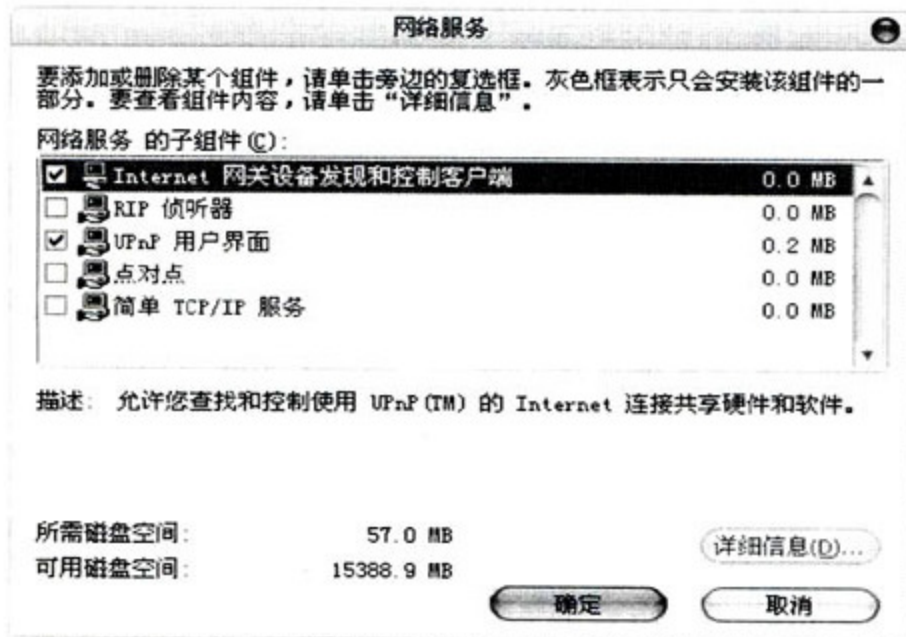 网络服务
要添加或删除某个组件，请单击旁边的复选框。灰色框表示只会安装该组件的一
部分。要查看组件内容，请单击“详细信息”。
网络服务 的子组件(C)：
Internet 网关设备发现和控制客户端 0.0 MB
RIP 侦听器 0.0 MB
UPnP 用户界面 0.2 MB
点对点 0.0 MB
简单 TCP/IP 服务 0.0 MB
描述： 允许您查找和控制使用 UPnP(TM) 的 Internet 连接共享硬件和软件。
所需磁盘空间： 57.0 MB
可用磁盘空间： 15388.9 MB
详细信息(D)...
确定 取消